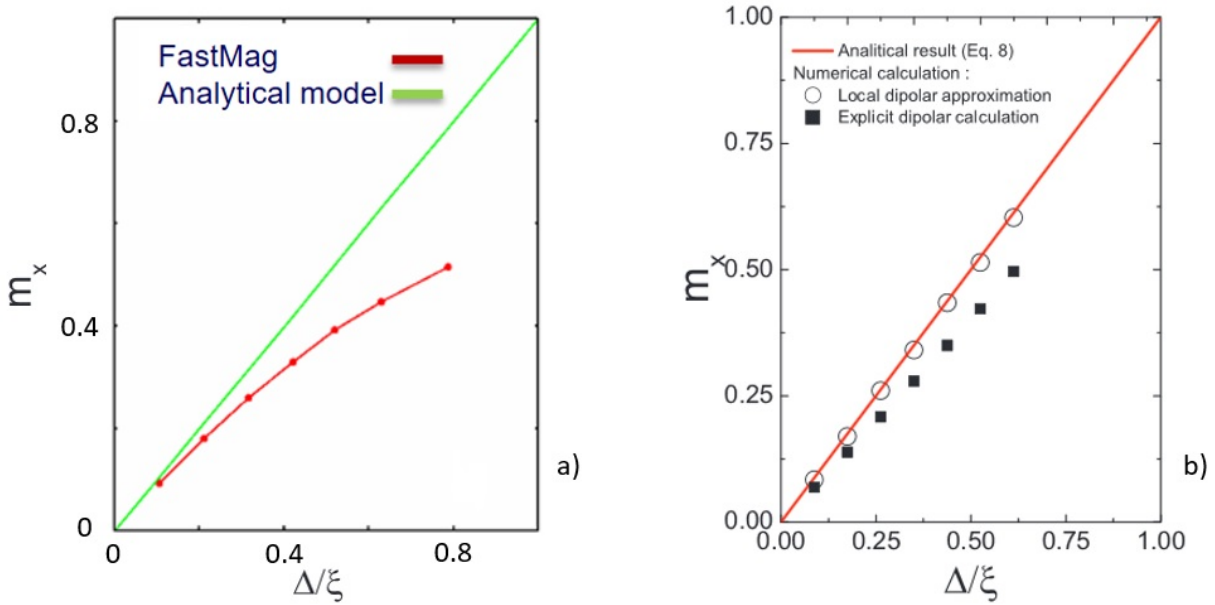 FastMag
Analytical model
0.8
0.4
0
0
0.4
0.8
m_x
Δ/ξ
a)
1.00
0.75
0.50
0.25
0.00
0.00
0.25
0.50
0.75
1.00
Analitical result (Eq. 8)
Numerical calculation :
Local dipolar approximation
Explicit dipolar calculation
m_x
Δ/ξ
b)